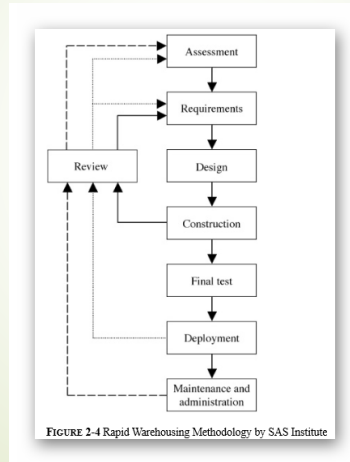 Assessment
Requirements
Review
Design
Construction
Final test
Deployment
Maintenance and
administration
FIGURE 2-4 Rapid Warehousing Methodology by SAS Institute